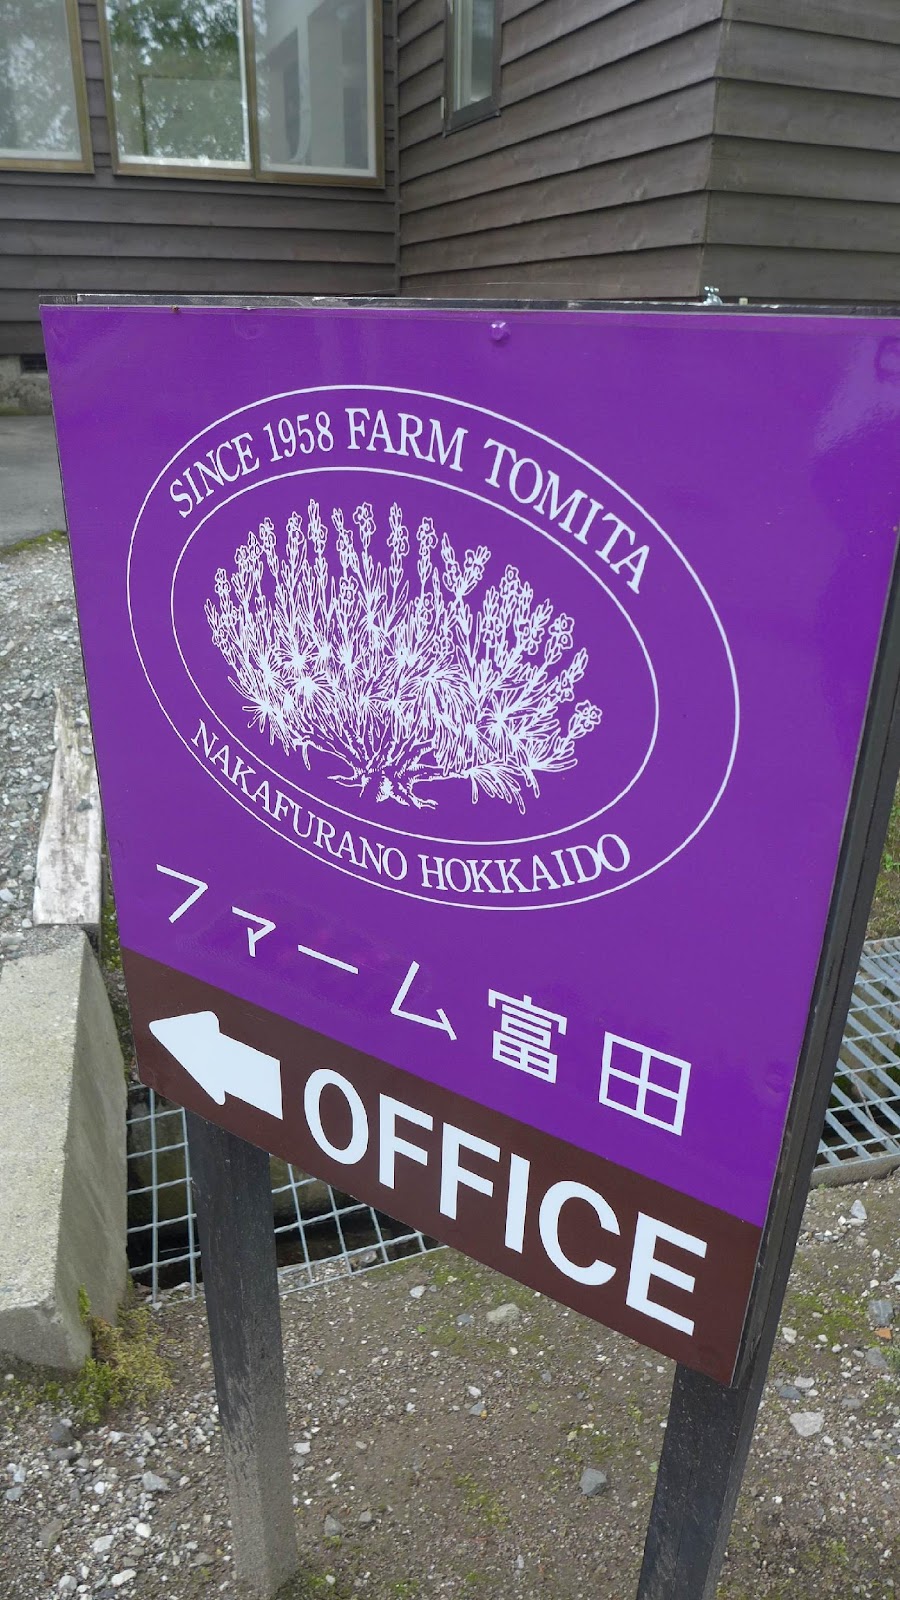 SINCE 1958 FARM TOMITA
NAKAFURANO HOKKAIDO
ファーム富田
OFFICE